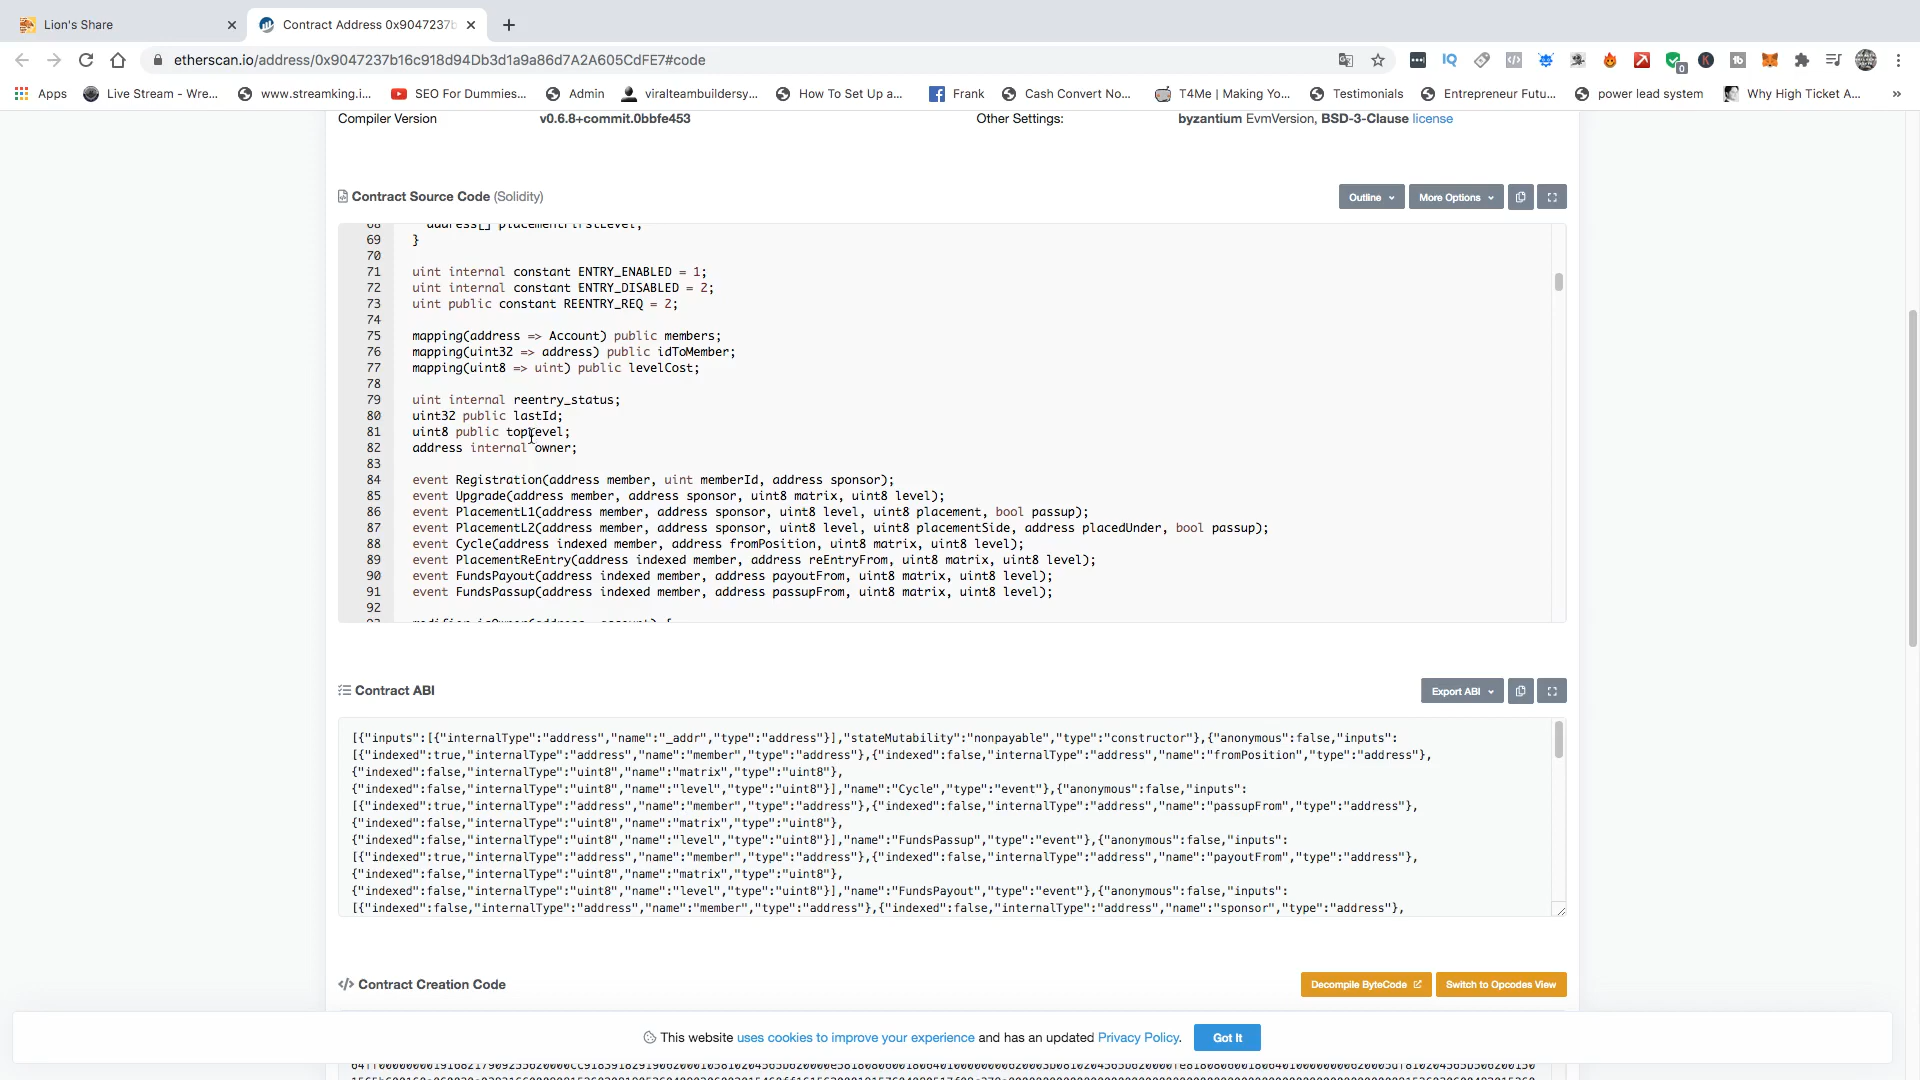 Lion's Share
Contract Address 0x9047237b
etherscan.io/address/0x9047237b16c918d94Db3d1a9a86d7A2A605CdFE7#code
Apps
Live Stream - Wre...
www.streamking.i...
SEO For Dummies...
Admin
viralteambuildersy...
How To Set Up a...
Frank
Cash Convert No...
T4Me | Making Yo...
Testimonials
Entrepreneur Futu...
power lead system
Why High Ticket A...
»
Compiler Version v0.6.8+commit.0bbfe453 Other Settings: byzantium EvmVersion, BSD-3-Clause license
Contract Source Code (Solidity)
Outline
More Options
68 address[] placementFirstLevel;
69 }
70
71 uint internal constant ENTRY_ENABLED = 1;
72 uint internal constant ENTRY_DISABLED = 2;
73 uint public constant REENTRY_REQ = 2;
74
75 mapping(address => Account) public members;
76 mapping(uint32 => address) public idToMember;
77 mapping(uint8 => uint) public levelCost;
78
79 uint internal reentry_status;
80 uint32 public lastId;
81 uint8 public topLevel;
82 address internal owner;
83
84 event Registration(address member, uint memberId, address sponsor);
85 event Upgrade(address member, address sponsor, uint8 matrix, uint8 level);
86 event PlacementL1(address member, address sponsor, uint8 level, uint8 placement, bool passup);
87 event PlacementL2(address member, address sponsor, uint8 level, uint8 placementSide, address placedUnder, bool passup);
88 event Cycle(address indexed member, address fromPosition, uint8 matrix, uint8 level);
89 event PlacementReEntry(address indexed member, address reEntryFrom, uint8 matrix, uint8 level);
90 event FundsPayout(address indexed member, address payoutFrom, uint8 matrix, uint8 level);
91 event FundsPassup(address indexed member, address passupFrom, uint8 matrix, uint8 level);
92
Contract ABI
Export ABI
[{"inputs":[{"internalType":"address","name":"_addr","type":"address"}],"stateMutability":"nonpayable","type":"constructor"},{"anonymous":false,"inputs":
[{"indexed":true,"internalType":"address","name":"member","type":"address"},{"indexed":false,"internalType":"address","name":"fromPosition","type":"address"},
{"indexed":false,"internalType":"uint8","name":"matrix","type":"uint8"},
{"indexed":false,"internalType":"uint8","name":"level","type":"uint8"}],"name":"Cycle","type":"event"},{"anonymous":false,"inputs":
[{"indexed":true,"internalType":"address","name":"member","type":"address"},{"indexed":false,"internalType":"address","name":"passupFrom","type":"address"},
{"indexed":false,"internalType":"uint8","name":"matrix","type":"uint8"},
{"indexed":false,"internalType":"uint8","name":"level","type":"uint8"}],"name":"FundsPassup","type":"event"},{"anonymous":false,"inputs":
[{"indexed":true,"internalType":"address","name":"member","type":"address"},{"indexed":false,"internalType":"address","name":"payoutFrom","type":"address"},
{"indexed":false,"internalType":"uint8","name":"matrix","type":"uint8"},
{"indexed":false,"internalType":"uint8","name":"level","type":"uint8"}],"name":"FundsPayout","type":"event"},{"anonymous":false,"inputs":
[{"indexed":false,"internalType":"address","name":"member","type":"address"},{"indexed":false,"internalType":"address","name":"sponsor","type":"address"},
Contract Creation Code
Decompile ByteCode
Switch to Opcodes View
This website uses cookies to improve your experience and has an updated Privacy Policy.
Got It